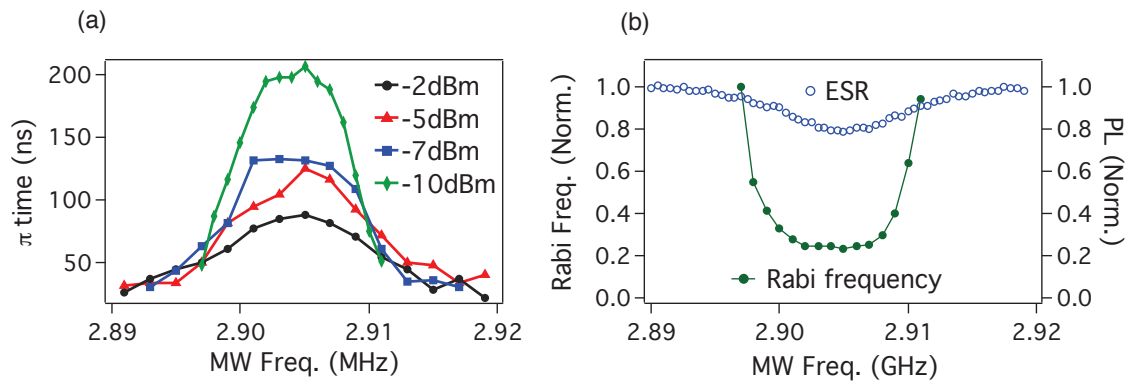 (a)
200
150
100
50
π time (ns)
-2dBm
-5dBm
-7dBm
-10dBm
2.89
2.90
2.91
2.92
MW Freq. (MHz)
(b)
1.0
0.8
0.6
0.4
0.2
0.0
Rabi Freq. (Norm.)
ESR
Rabi frequency
1.0
0.8
0.6
0.4
0.2
0.0
PL (Norm.)
2.89
2.90
2.91
2.92
MW Freq. (GHz)